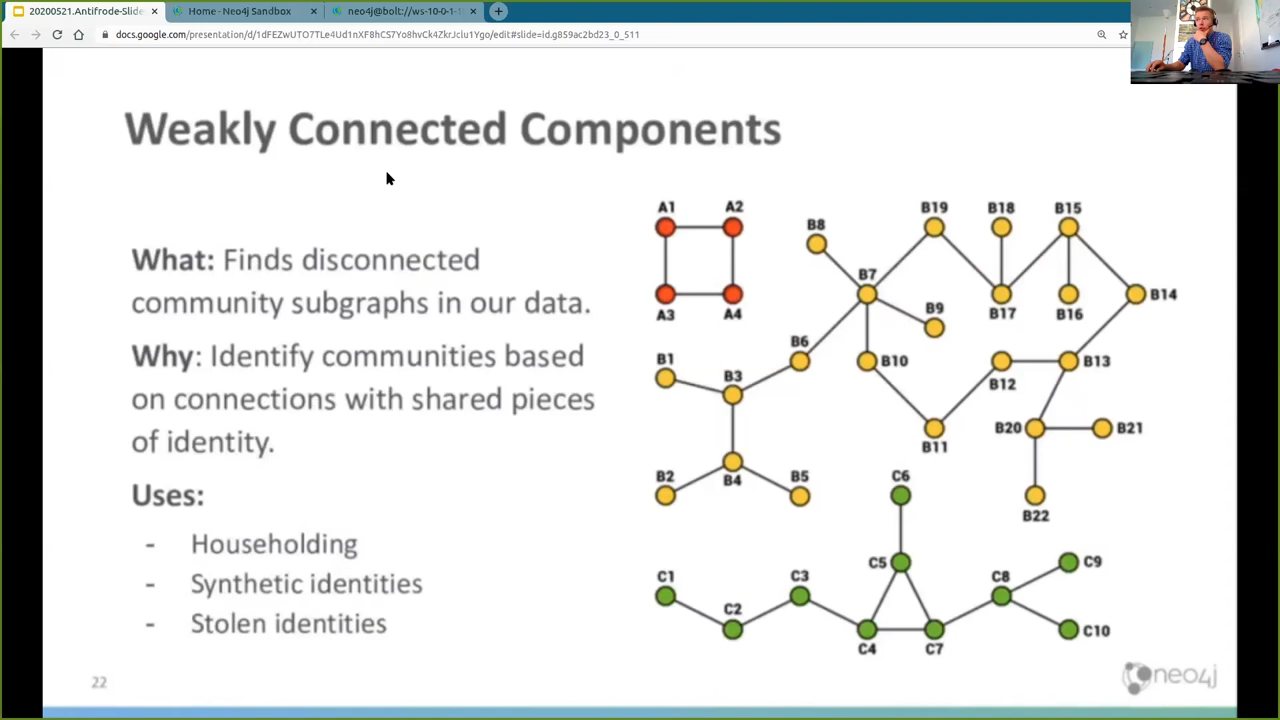 20200521.Antifrode-Slide
Home - Neo4j Sandbox
neo4j@bolt://ws-10-0-1-1
docs.google.com/presentation/d/1dFEZwUTO7TLe4Ud1nXF8hCS7Yo8hvCk4ZkrJclu1Ygo/edit#slide=id.g859ac2bd23_0_511
Weakly Connected Components
What: Finds disconnected
community subgraphs in our data.
Why: Identify communities based
on connections with shared pieces
of identity.
Uses:
- Householding
- Synthetic identities
- Stolen identities
A1 A2 B8 B19 B18 B15
B7
B14
A3 A4 B9 B17 B16
B6
B1 B3 B10 B12 B13
B20 B21
B11
B2 B4 B5 C6
B22
C5 C9
C1 C3 C8
C2
C10
C4 C7
22
neo4j